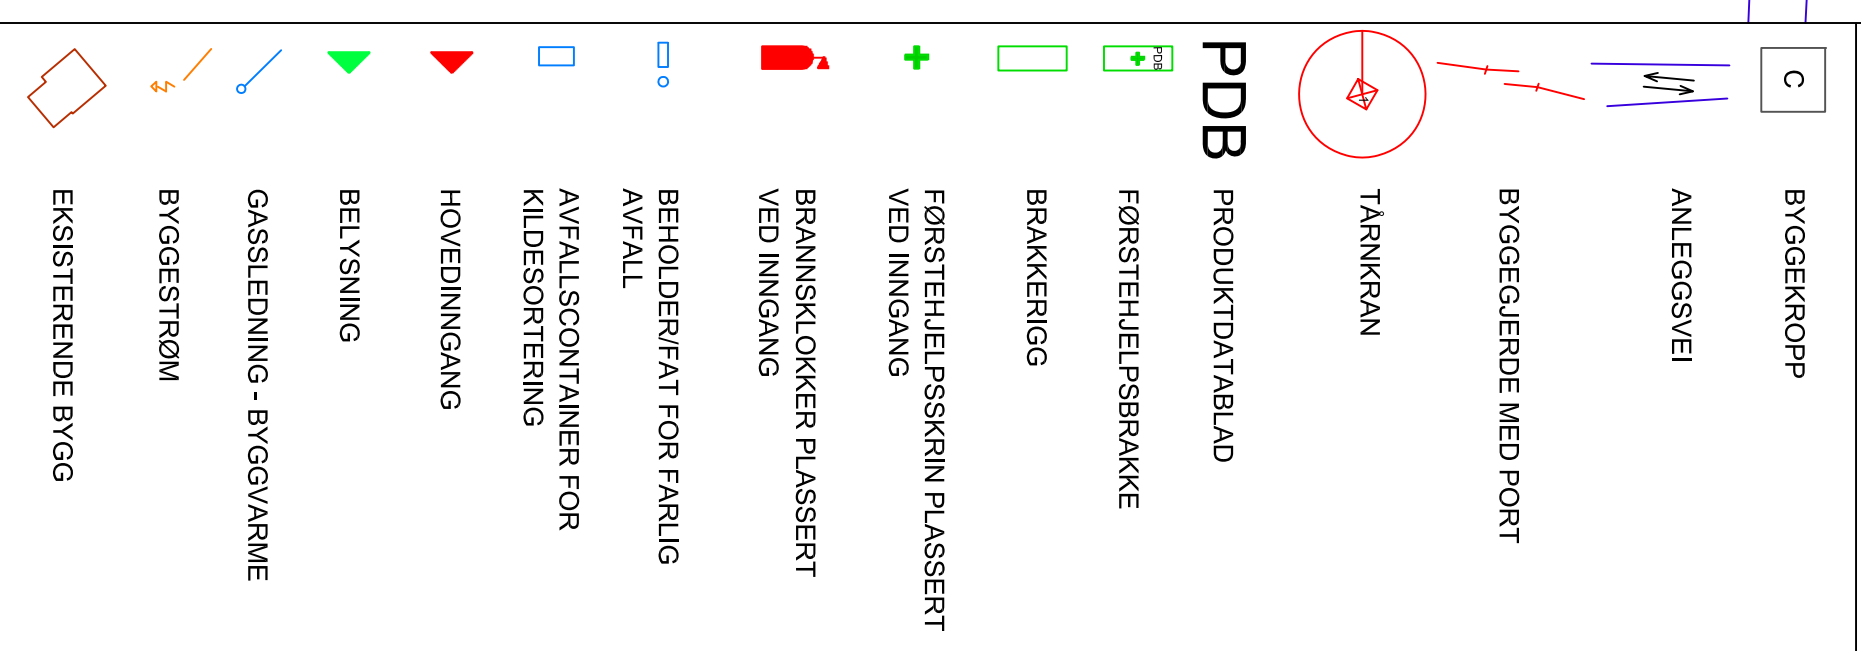 C
BYGGEKROPP
ANLEGGSVEI
BYGGEGJERDE MED PORT
TÅRNKRAN
PDB
PRODUKTDATABLAD
PDB
FØRSTEHJELPSBRAKKE
BRAKKERIGG
FØRSTEHJELPSSKRIN PLASSERT
VED INNGANG
BRANNSKLOKKER PLASSERT
VED INNGANG
BEHOLDER/FAT FOR FARLIG
AVFALL
AVFALLSCONTAINER FOR
KILDESORTERING
HOVEDINNGANG
BELYSNING
GASSLEDNING - BYGGVARME
BYGGESTRØM
EKSISTERENDE BYGG